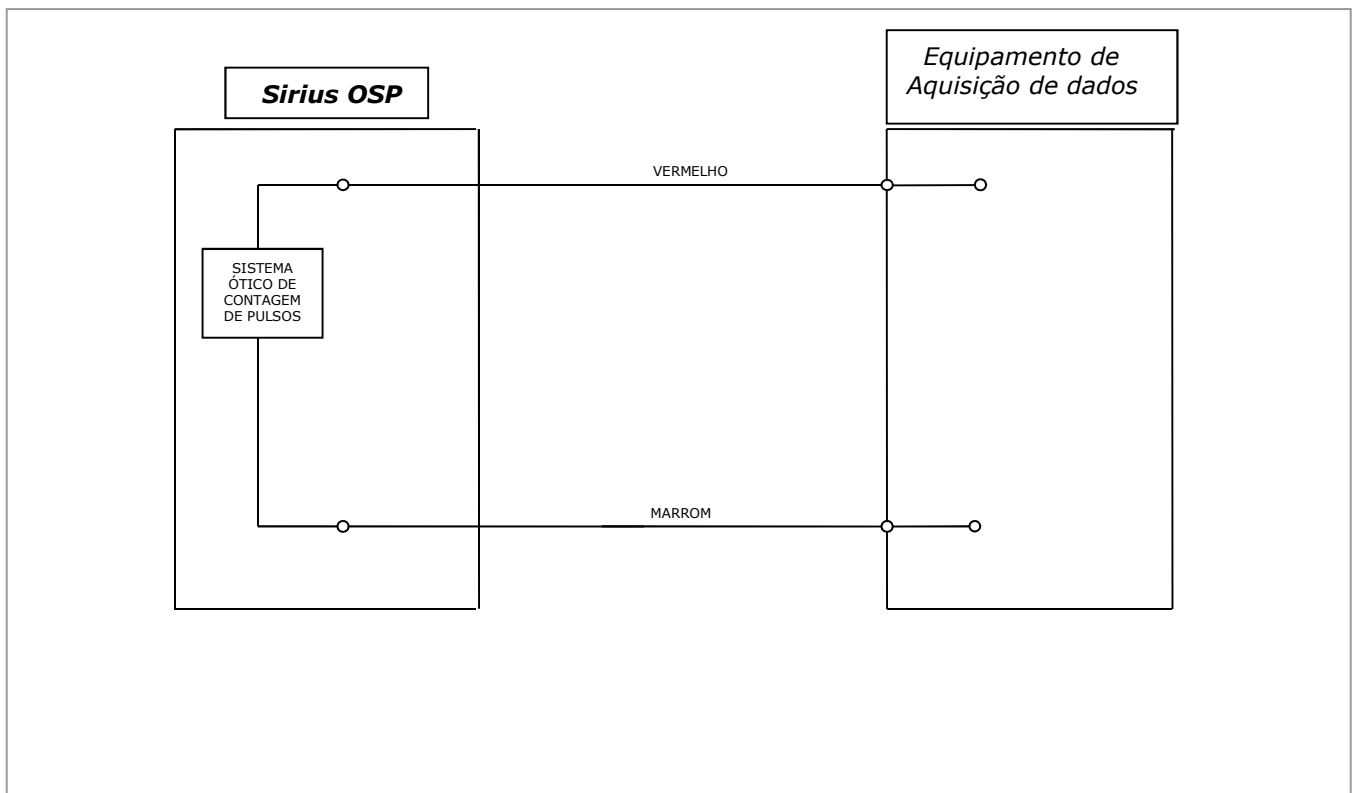 Sirius OSP
Equipamento de
Aquisição de dados
VERMELHO
SISTEMA
ÓTICO DE
CONTAGEM
DE PULSOS
MARROM